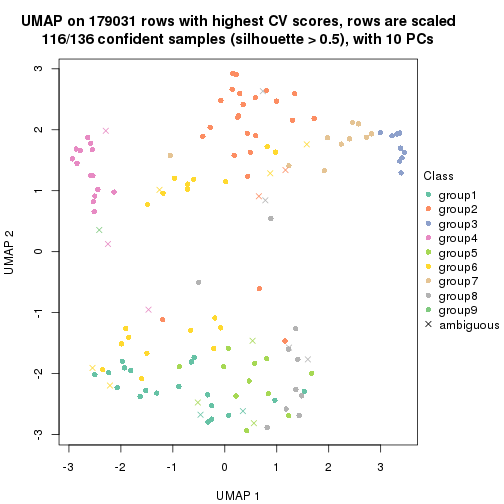 UMAP on 179031 rows with highest CV scores, rows are scaled
116/136 confident samples (silhouette > 0.5), with 10 PCs
3
2
1
0
-1
-2
-3
UMAP 2
-3
-2
-1
0
1
2
3
UMAP 1
Class
group1
group2
group3
group4
group5
group6
group7
group8
group9
ambiguous